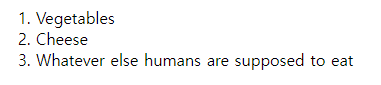 1. Vegetables
2. Cheese
3. Whatever else humans are supposed to eat